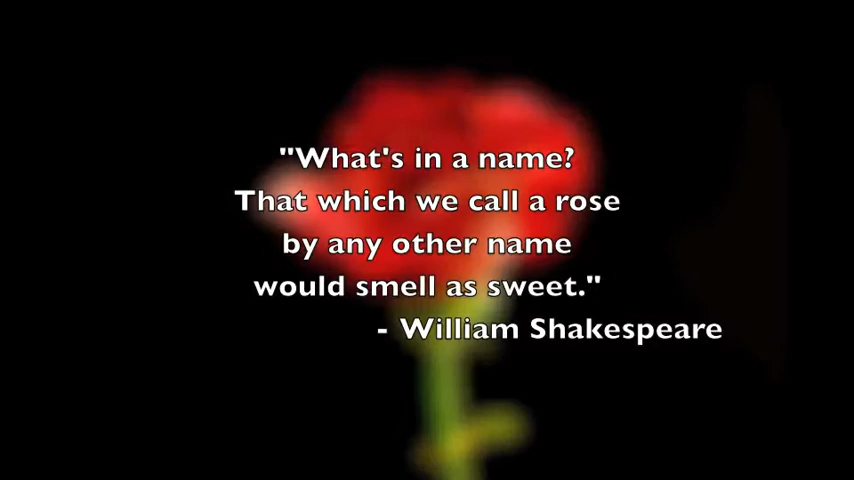 "What's in a name?
That which we call a rose
by any other name
would smell as sweet."
- William Shakespeare